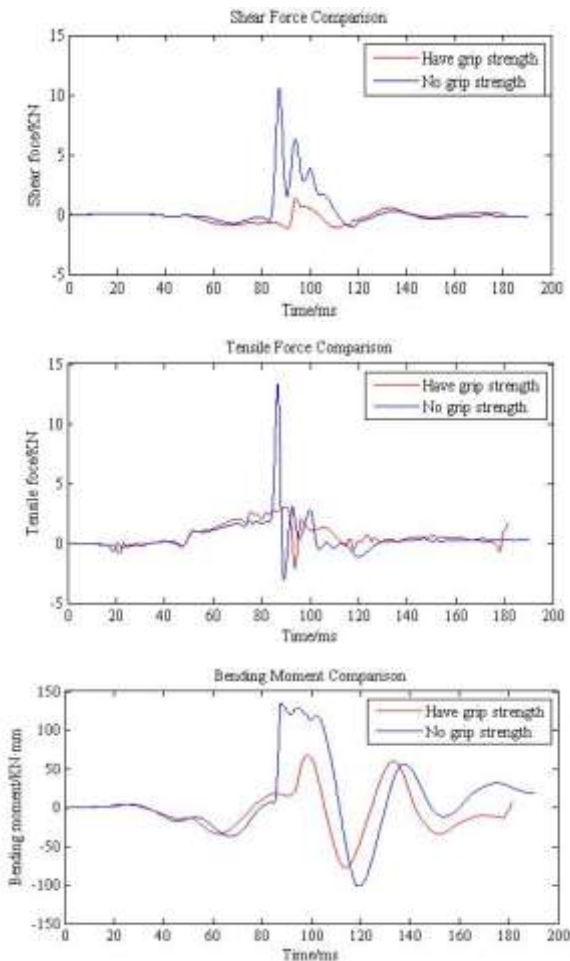 Shear Force Comparison
15
Have grip strength
No grip strength
10
5
0
-5
Shear force/KN
0 20 40 60 80 100 120 140 160 180 200
Time/ms
Tensile Force Comparison
15
Have grip strength
No grip strength
10
5
0
-5
Tensile foce/KN
0 20 40 60 80 100 120 140 160 180 200
Time/ms
Bending Moment Comparison
150
Have grip strength
No grip strength
100
50
0
-50
-100
-150
Bending moment/KN·mm
0 20 40 60 80 100 120 140 160 180 200
Time/ms